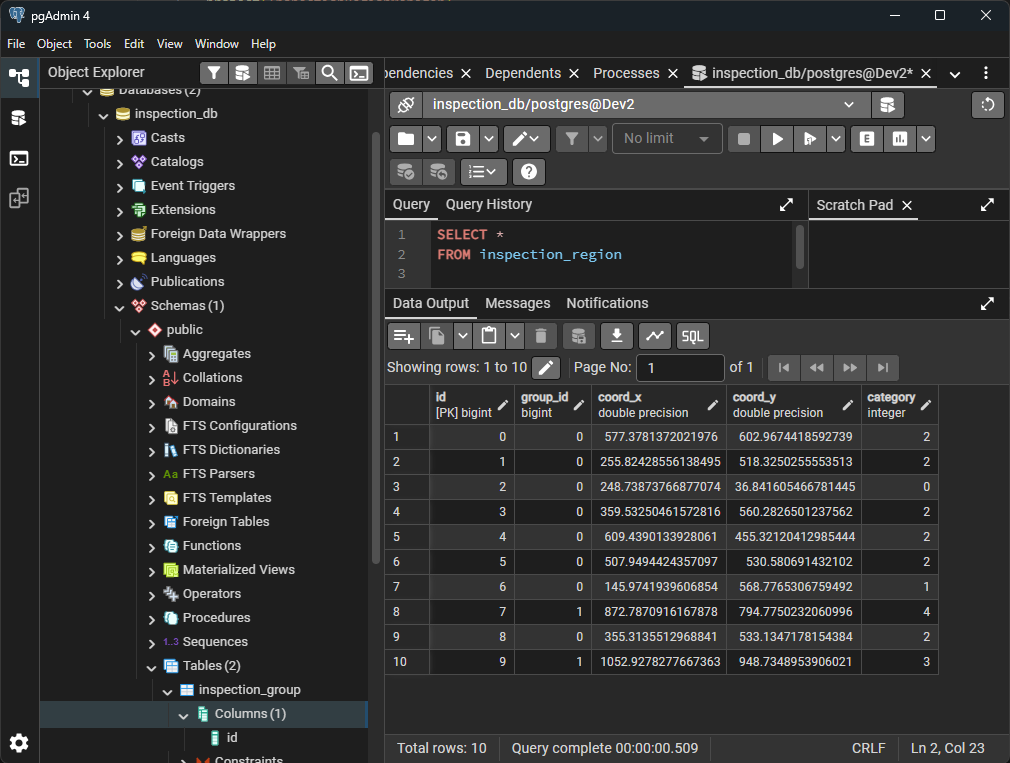 pgAdmin 4
File Object Tools Edit View Window Help
Object Explorer
Databases (2)
inspection_db
Casts
Catalogs
Event Triggers
Extensions
Foreign Data Wrappers
Languages
Publications
Schemas (1)
public
Aggregates
Collations
Domains
FTS Configurations
FTS Dictionaries
Aa FTS Parsers
FTS Templates
Foreign Tables
Functions
Materialized Views
Operators
Procedures
1..3 Sequences
Tables (2)
inspection_group
Columns (1)
id
Constraints
pendencies Dependents Processes inspection_db/postgres@Dev2*
inspection_db/postgres@Dev2
No limit E
Query Query History Scratch Pad
1 SELECT *
2 FROM inspection_region
3
Data Output Messages Notifications
SQL
Showing rows: 1 to 10 Page No: 1 of 1
id group_id coord_x coord_y category
[PK] bigint bigint double precision double precision integer
1 0 0 577.3781372021976 602.9674418592739 2
2 1 0 255.82428556138495 518.3250255553513 2
3 2 0 248.73873766877074 36.841605466781445 0
4 3 0 359.53250461572816 560.2826501237562 2
5 4 0 609.4390133928061 455.32120412985444 2
6 5 0 507.9494424357097 530.580691432102 2
7 6 0 145.9741939606854 568.7765306759492 1
8 7 1 872.7870916167878 794.7750232060996 4
9 8 0 355.3135512968841 533.1347178154384 2
10 9 1 1052.9278277667363 948.7348953906021 3
Total rows: 10 Query complete 00:00:00.509 CRLF Ln 2, Col 23